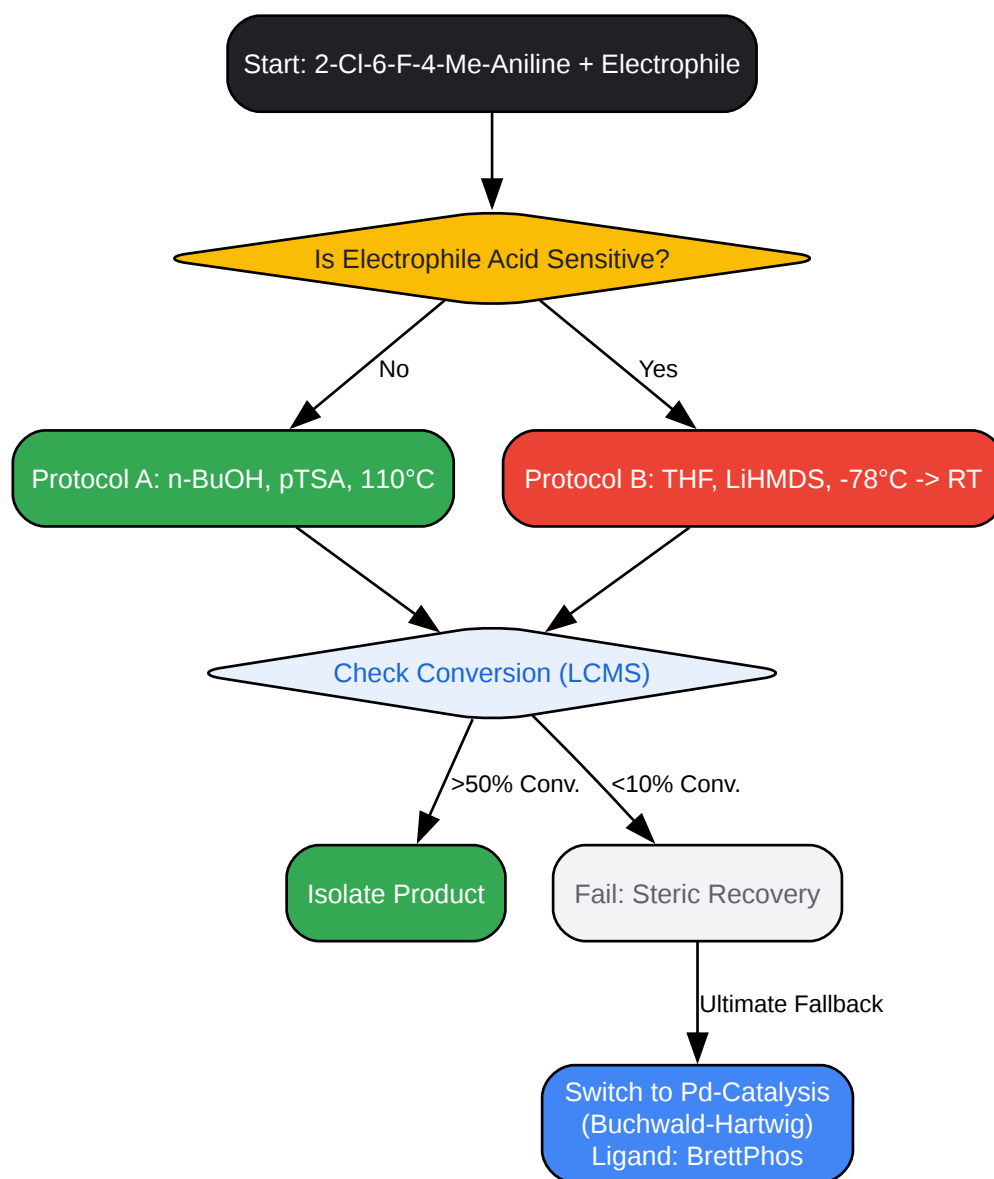 Start: 2-Cl-6-F-4-Me-Aniline + Electrophile
Is Electrophile Acid Sensitive?
No
Yes
Protocol A: n-BuOH, pTSA, 110°C
Protocol B: THF, LiHMDS, -78°C -> RT
Check Conversion (LCMS)
>50% Conv.
<10% Conv.
Isolate Product
Fail: Steric Recovery
Ultimate Fallback
Switch to Pd-Catalysis
(Buchwald-Hartwig)
Ligand: BrettPhos